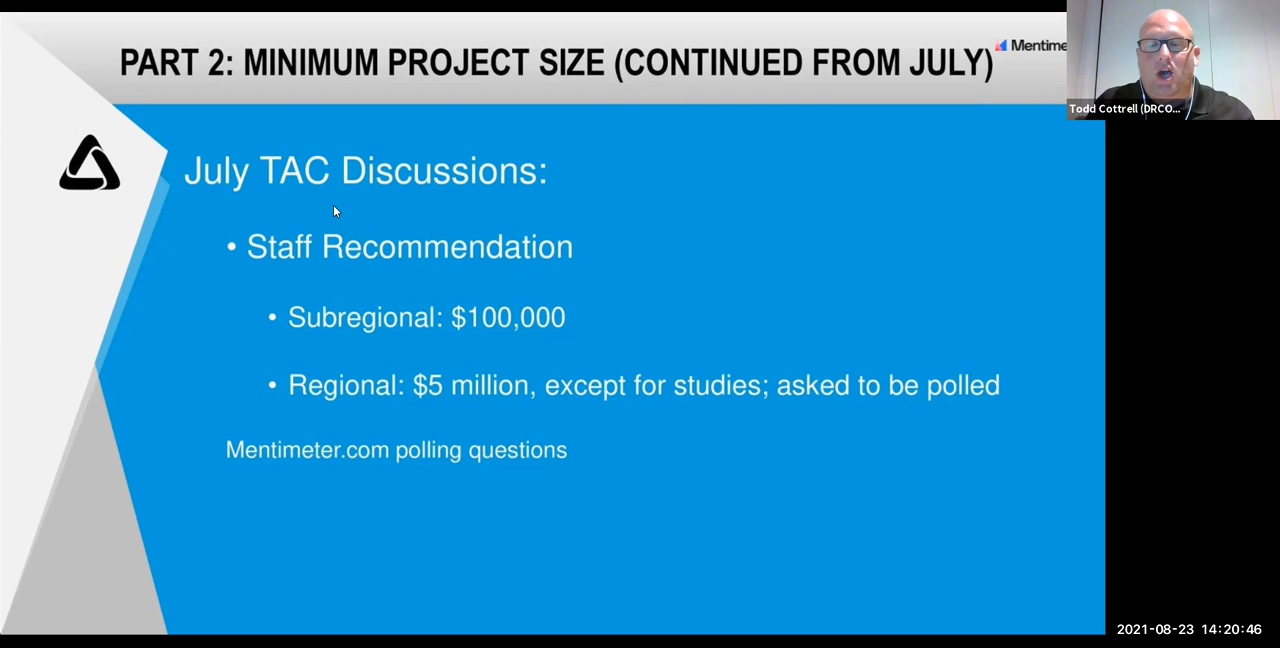 PART 2: MINIMUM PROJECT SIZE (CONTINUED FROM JULY)
Mentime
Todd Cottrell (DRCO...
July TAC Discussions:
• Staff Recommendation
• Subregional: $100,000
• Regional: $5 million, except for studies; asked to be polled
Mentimeter.com polling questions
2021-08-23 14:20:46